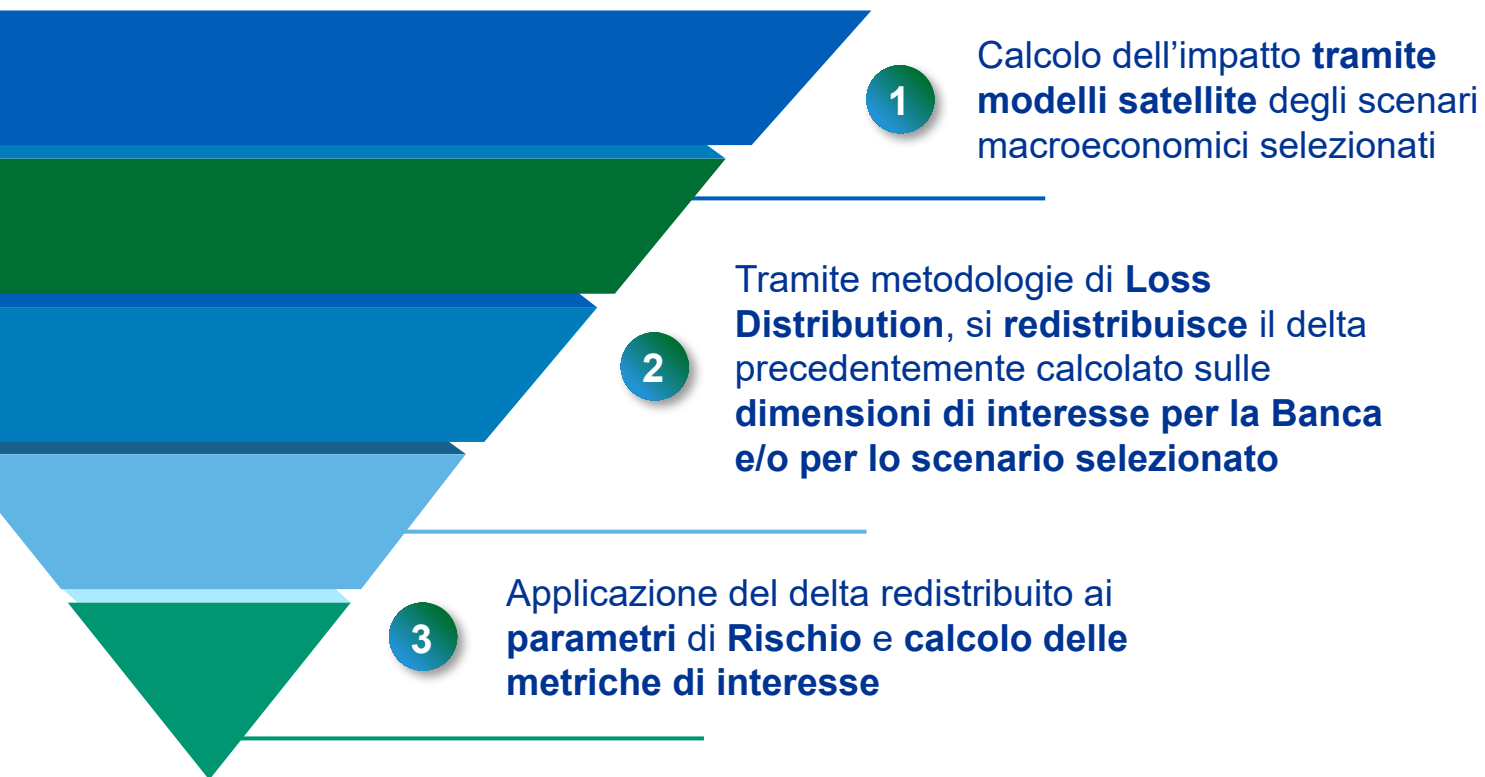 1
Calcolo dell’impatto tramite
modelli satellite degli scenari
macroeconomici selezionati
2
Tramite metodologie di Loss
Distribution, si redistribuisce il delta
precedentemente calcolato sulle
dimensioni di interesse per la Banca
e/o per lo scenario selezionato
3
Applicazione del delta redistribuito ai
parametri di Rischio e calcolo delle
metriche di interesse